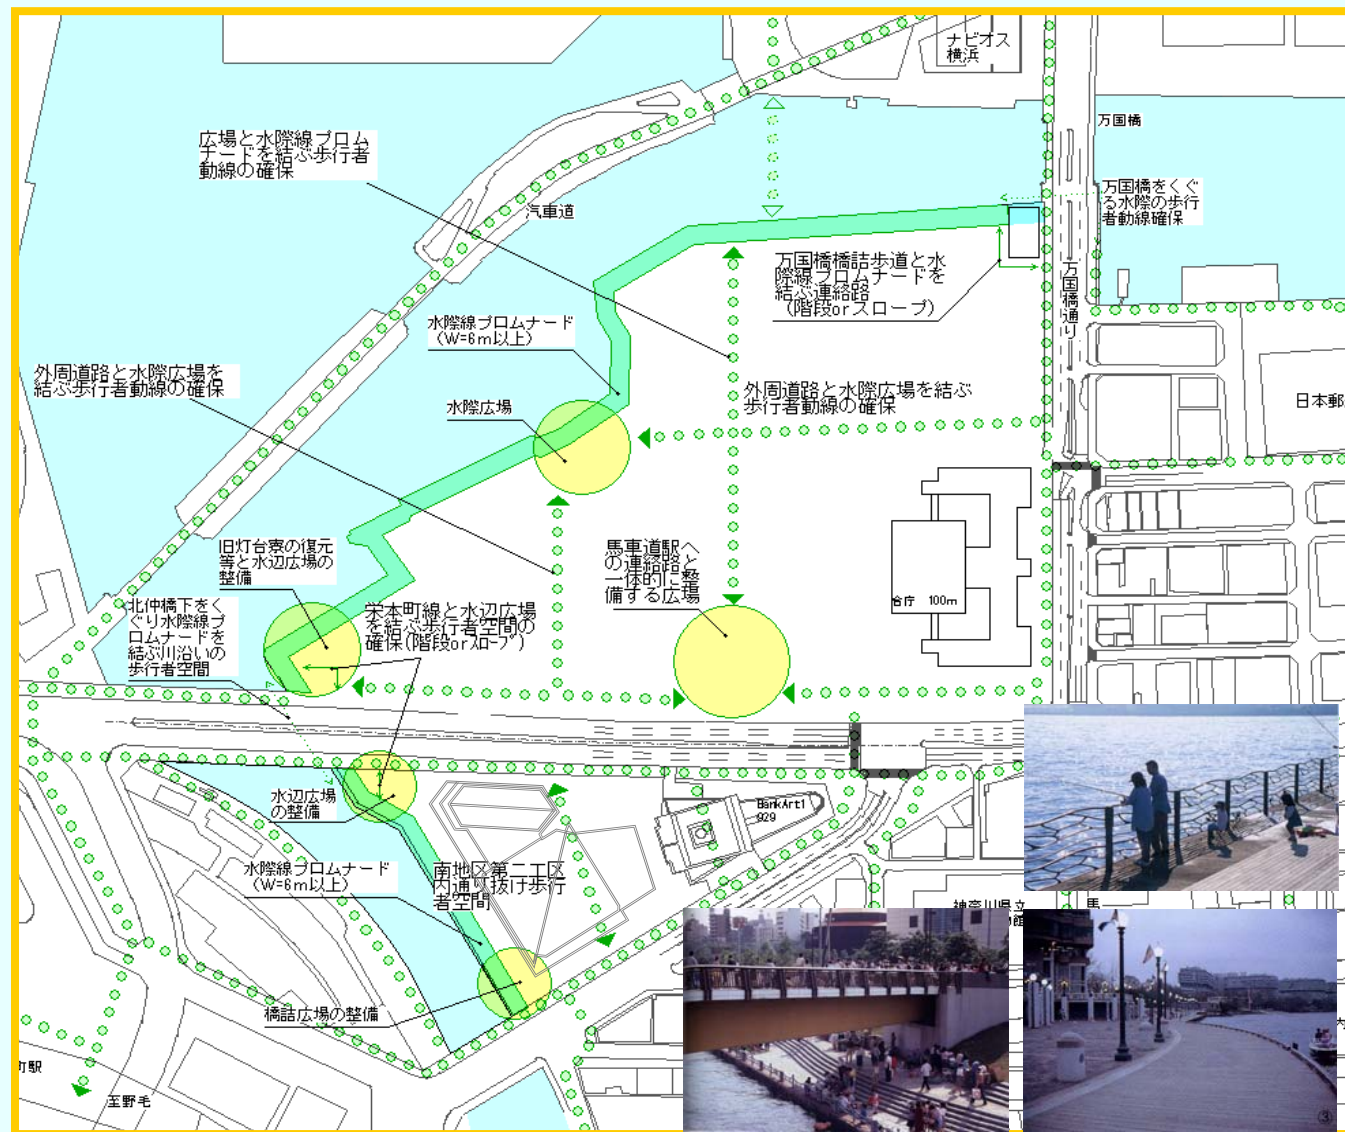 ナビオス
横浜
万国橋
広場と水際線プロム
ナードを結ぶ歩行者
動線の確保
万国橋をくぐ
る水際の歩行
者動線確保
汽車道
万国橋橋詰歩道と水
際線プロムナードを
結ぶ連絡路
(階段orスロープ)
万国橋通り
水際線プロムナード
(W=6m以上)
外周道路と水際広場を
結ぶ歩行者動線の確保
外周道路と水際広場を結ぶ
歩行者動線の確保
水際広場
日本郵
旧灯台寮の復元
等と水辺広場の
整備
馬車道駅へ
の連絡路と
一体的に整
備する広場
合庁 100m
北仲橋下をく
ぐり水際線プ
ロムナードを
結ぶ川沿いの
歩行者空間
栄本町線と水辺広場
を結ぶ歩行者空間の
確保(階段orスロープ)
水辺広場
の整備
BankArt1
929
水際線プロムナード
(W=6m以上)
南地区第二工区
内通り抜け歩行
者空間
神奈川県立
馬
館
橋詰広場の整備
内
町駅
至野毛
③